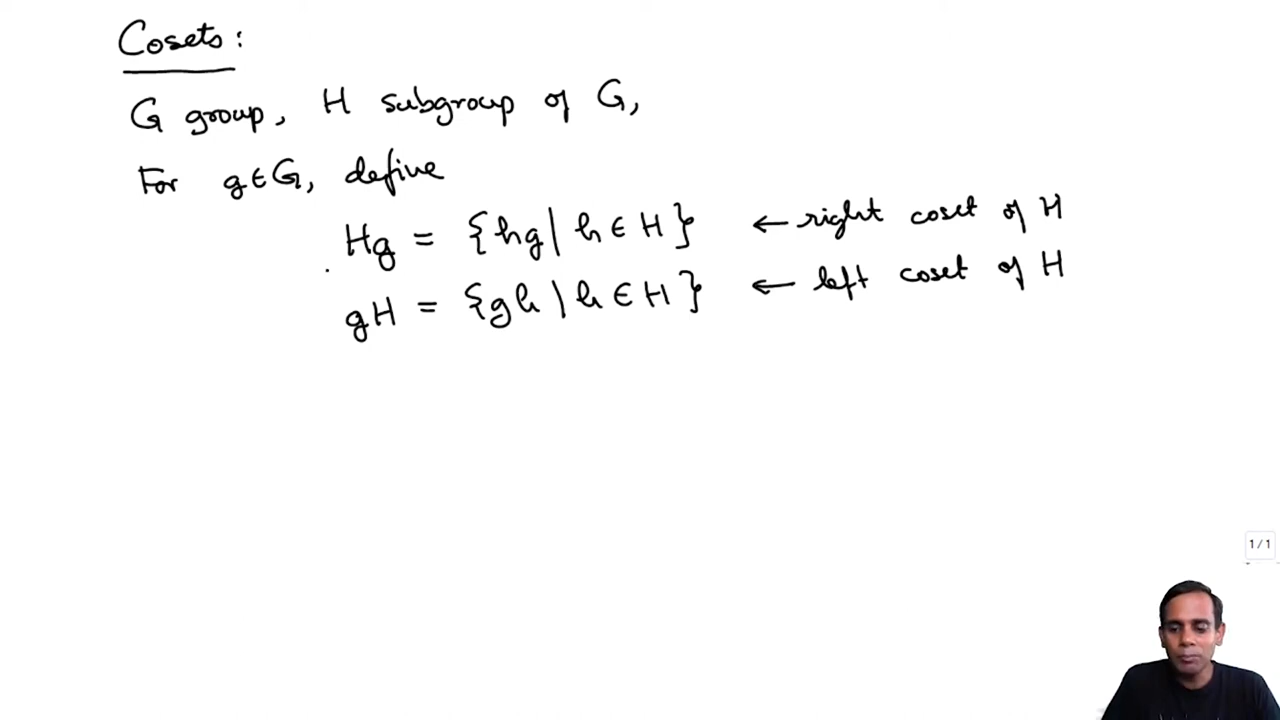 Cosets:
G group, H subgroup of G,
For g∈G, define
Hg = {hg | h ∈ H} ← right coset of H
gH = {gh | h ∈ H} ← left coset of H
1/1